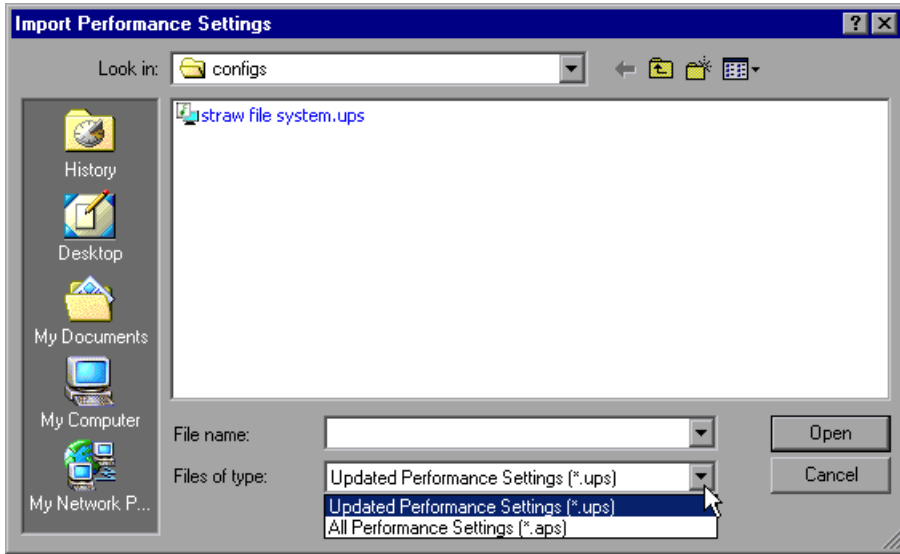 Import Performance Settings
Look in: configs
straw file system.ups
History
Desktop
My Documents
My Computer
My Network P...
File name:
Open
Files of type: Updated Performance Settings (*.ups)
Cancel
Updated Performance Settings (*.ups)
All Performance Settings (*.aps)